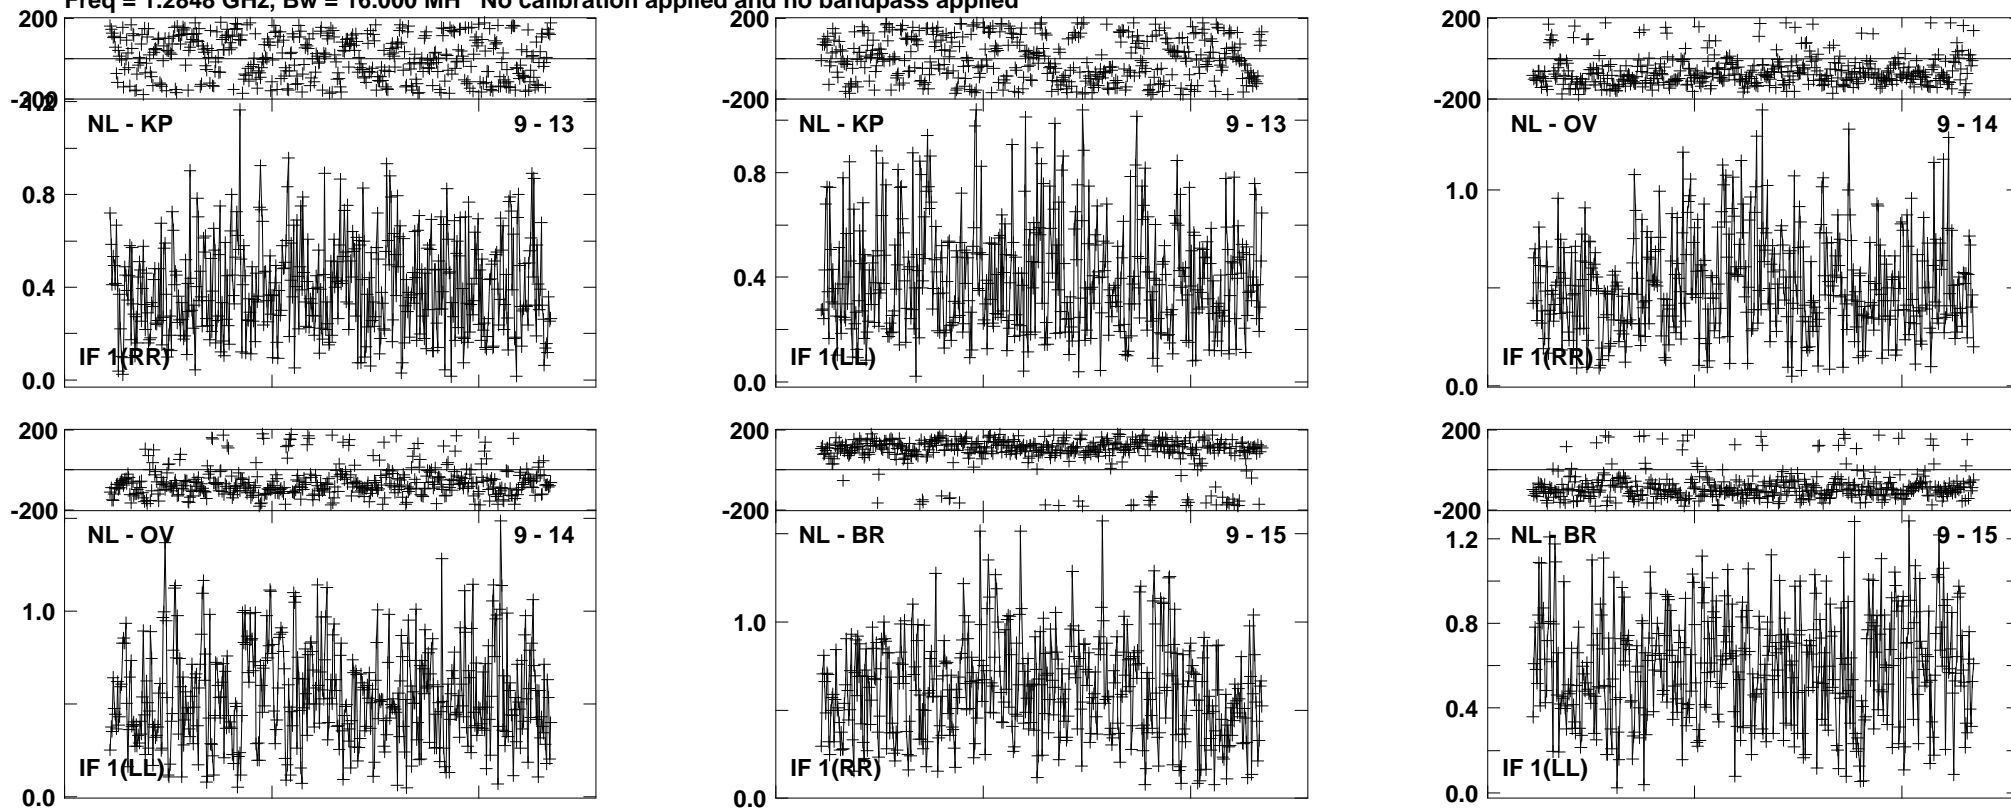 Freq = 1.2848 GHz, Bw = 16.000 MH No calibration applied and no bandpass applied
200
-200
1.2
NL - KP 9 - 13
0.8
0.4
IF 1(RR)
0.0
200
-200
NL - KP 9 - 13
0.8
0.4
IF 1(LL)
0.0
200
-200
NL - OV 9 - 14
1.0
IF 1(RR)
0.0
200
-200
NL - OV 9 - 14
1.0
IF 1(LL)
0.0
200
-200
NL - BR 9 - 15
1.0
IF 1(RR)
0.0
200
-200
1.2
NL - BR 9 - 15
0.8
0.4
IF 1(LL)
0.0